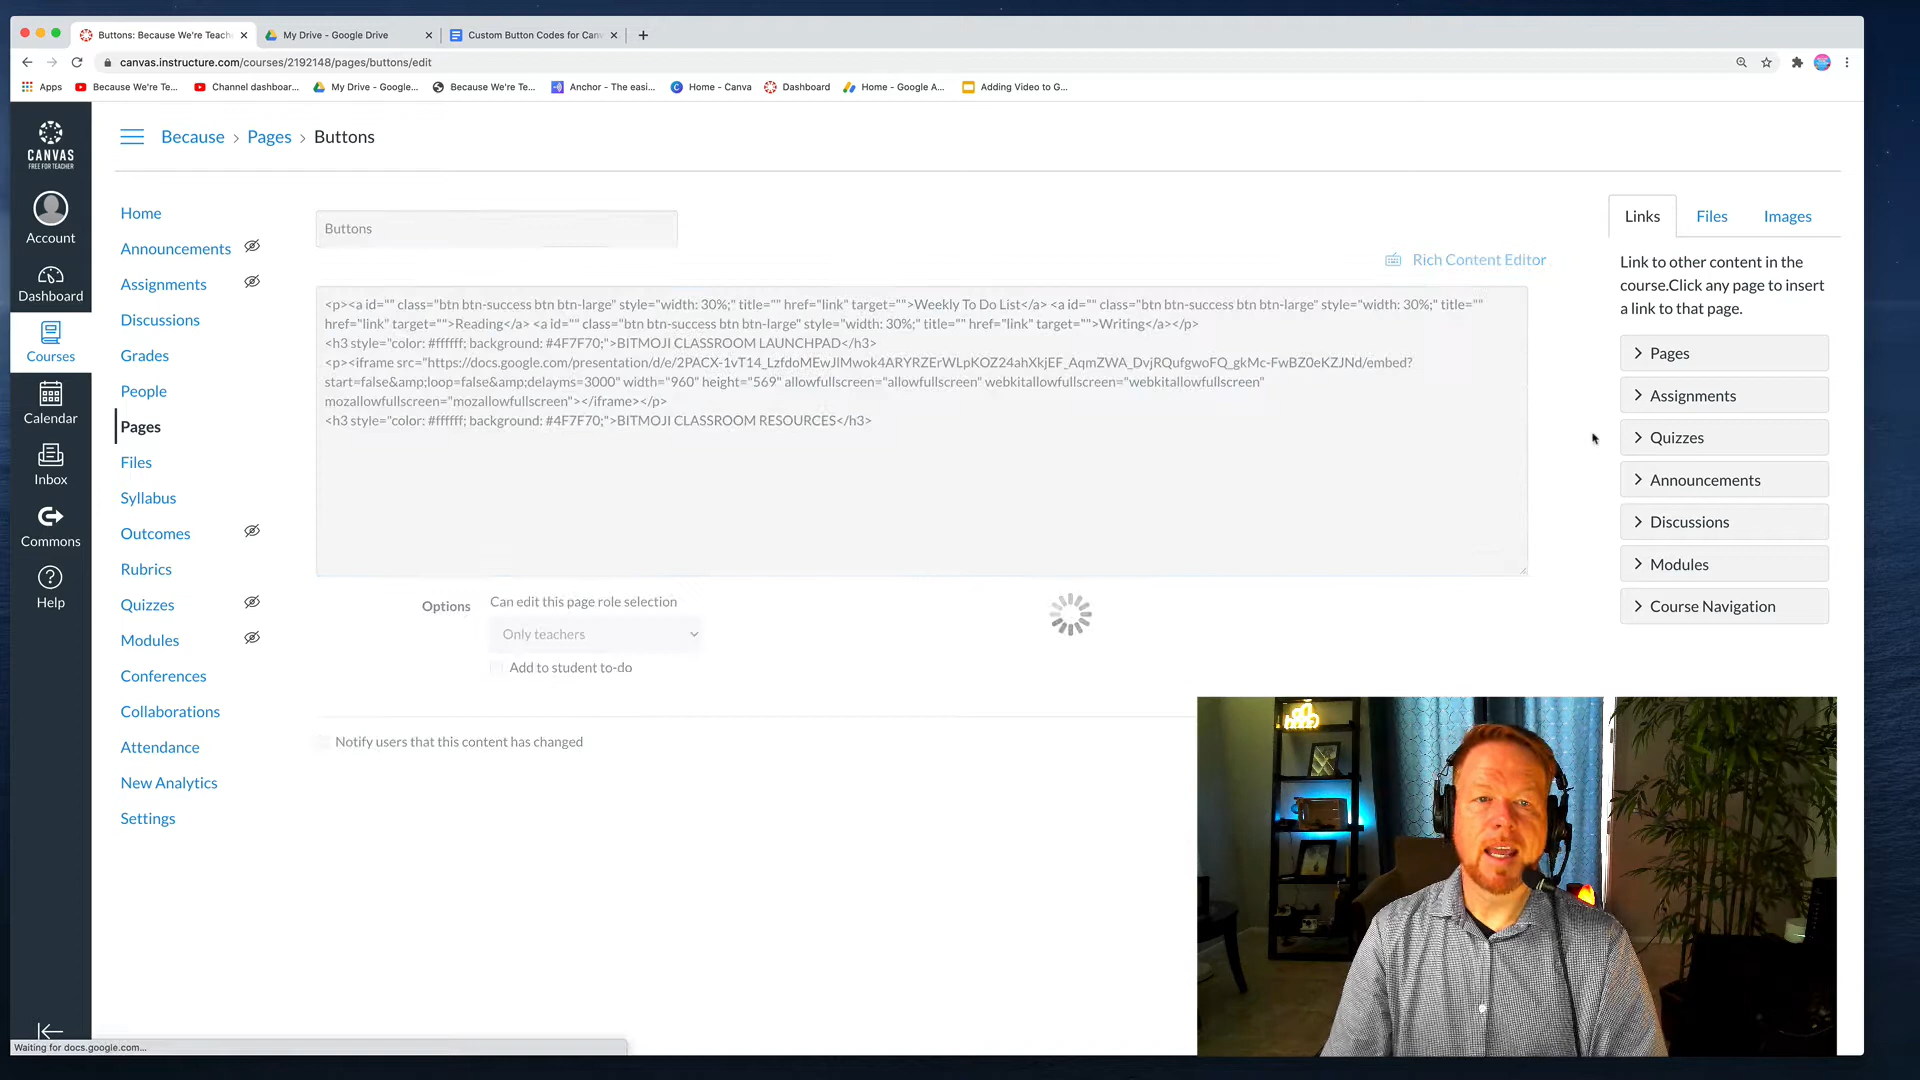 Buttons: Because We're Teach
My Drive - Google Drive
Custom Button Codes for Can
canvas.instructure.com/courses/2192148/pages/buttons/edit
Apps
Because We're Te...
Channel dashboar...
My Drive - Google...
Because We're Te...
Anchor - The easi...
Home - Canva
Dashboard
Home - Google A...
Adding Video to G...
CANVAS
FREE FOR TEACHER
Account
Dashboard
Courses
Calendar
Inbox
Commons
Help
Because > Pages > Buttons
Home
Announcements
Assignments
Discussions
Grades
People
Pages
Files
Syllabus
Outcomes
Rubrics
Quizzes
Modules
Conferences
Collaborations
Attendance
New Analytics
Settings
Buttons
Rich Content Editor
<p><a id="" class="btn btn-success btn btn-large" style="width: 30%;" title="" href="link" target="">Weekly To Do List</a> <a id="" class="btn btn-success btn btn-large" style="width: 30%;" title=""
href="link" target="">Reading</a> <a id="" class="btn btn-success btn btn-large" style="width: 30%;" title="" href="link" target="">Writing</a></p>
<h3 style="color: #ffffff; background: #4F7F70;">BITMOJI CLASSROOM LAUNCHPAD</h3>
<p><iframe src="https://docs.google.com/presentation/d/e/2PACX-1vT14_LzfdoMEwJlMwok4ARYRZErWLpKOZ24ahXkjEF_AqmZWA_DvjRQufgwoFQ_gkMc-FwBZ0eKZJNd/embed?
start=false&amp;loop=false&amp;delayms=3000" width="960" height="569" allowfullscreen="allowfullscreen" webkitallowfullscreen="webkitallowfullscreen"
mozallowfullscreen="mozallowfullscreen"></iframe></p>
<h3 style="color: #ffffff; background: #4F7F70;">BITMOJI CLASSROOM RESOURCES</h3>
Options
Can edit this page role selection
Only teachers
Add to student to-do
Notify users that this content has changed
Links
Files
Images
Link to other content in the
course.Click any page to insert
a link to that page.
Pages
Assignments
Quizzes
Announcements
Discussions
Modules
Course Navigation
Waiting for docs.google.com...